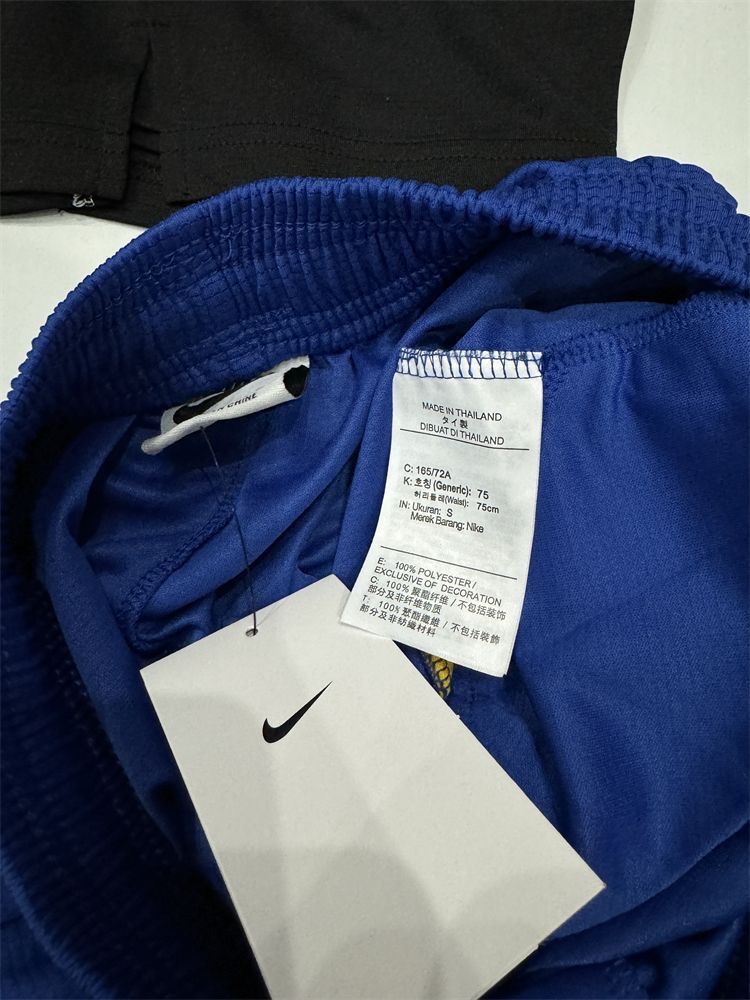 MADE IN THAILAND
タイ製
DIBUAT DI THAILAND
C: 165/72A
K: 호칭 (Generic): 75
허리둘레(Waist): 75cm
IN: Ukuran: S
Merek Barang: Nike
E: 100% POLYESTER /
EXCLUSIVE OF DECORATION
C: 100% 聚酯纤维 / 不包括装饰
部分及非纤维物质
T: 100% 聚酯纖維 / 不包括裝飾
部分及非紡織材料